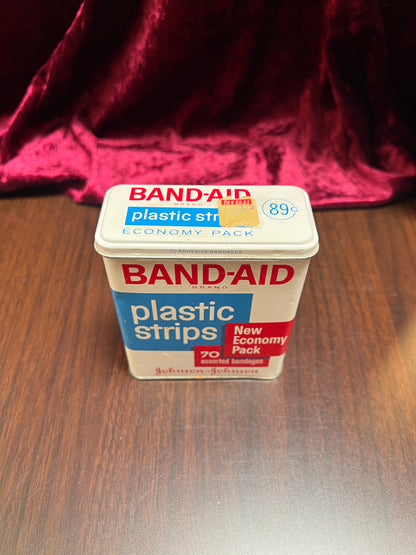 BAND-AID
BRAND
plastic strips
89¢
ECONOMY PACK
70 ADHESIVE BANDAGES
BAND-AID
BRAND
plastic
strips
New
Economy
Pack
70
assorted bandages
Johnson & Johnson